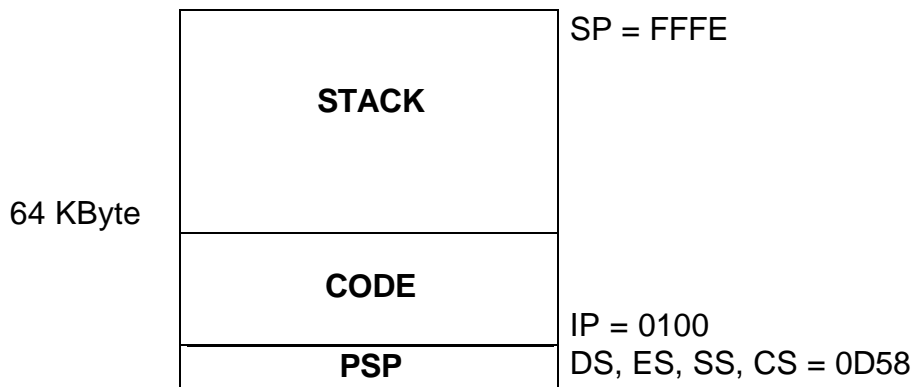 SP = FFFE
STACK
64 KByte
CODE
IP = 0100
PSP
DS, ES, SS, CS = 0D58